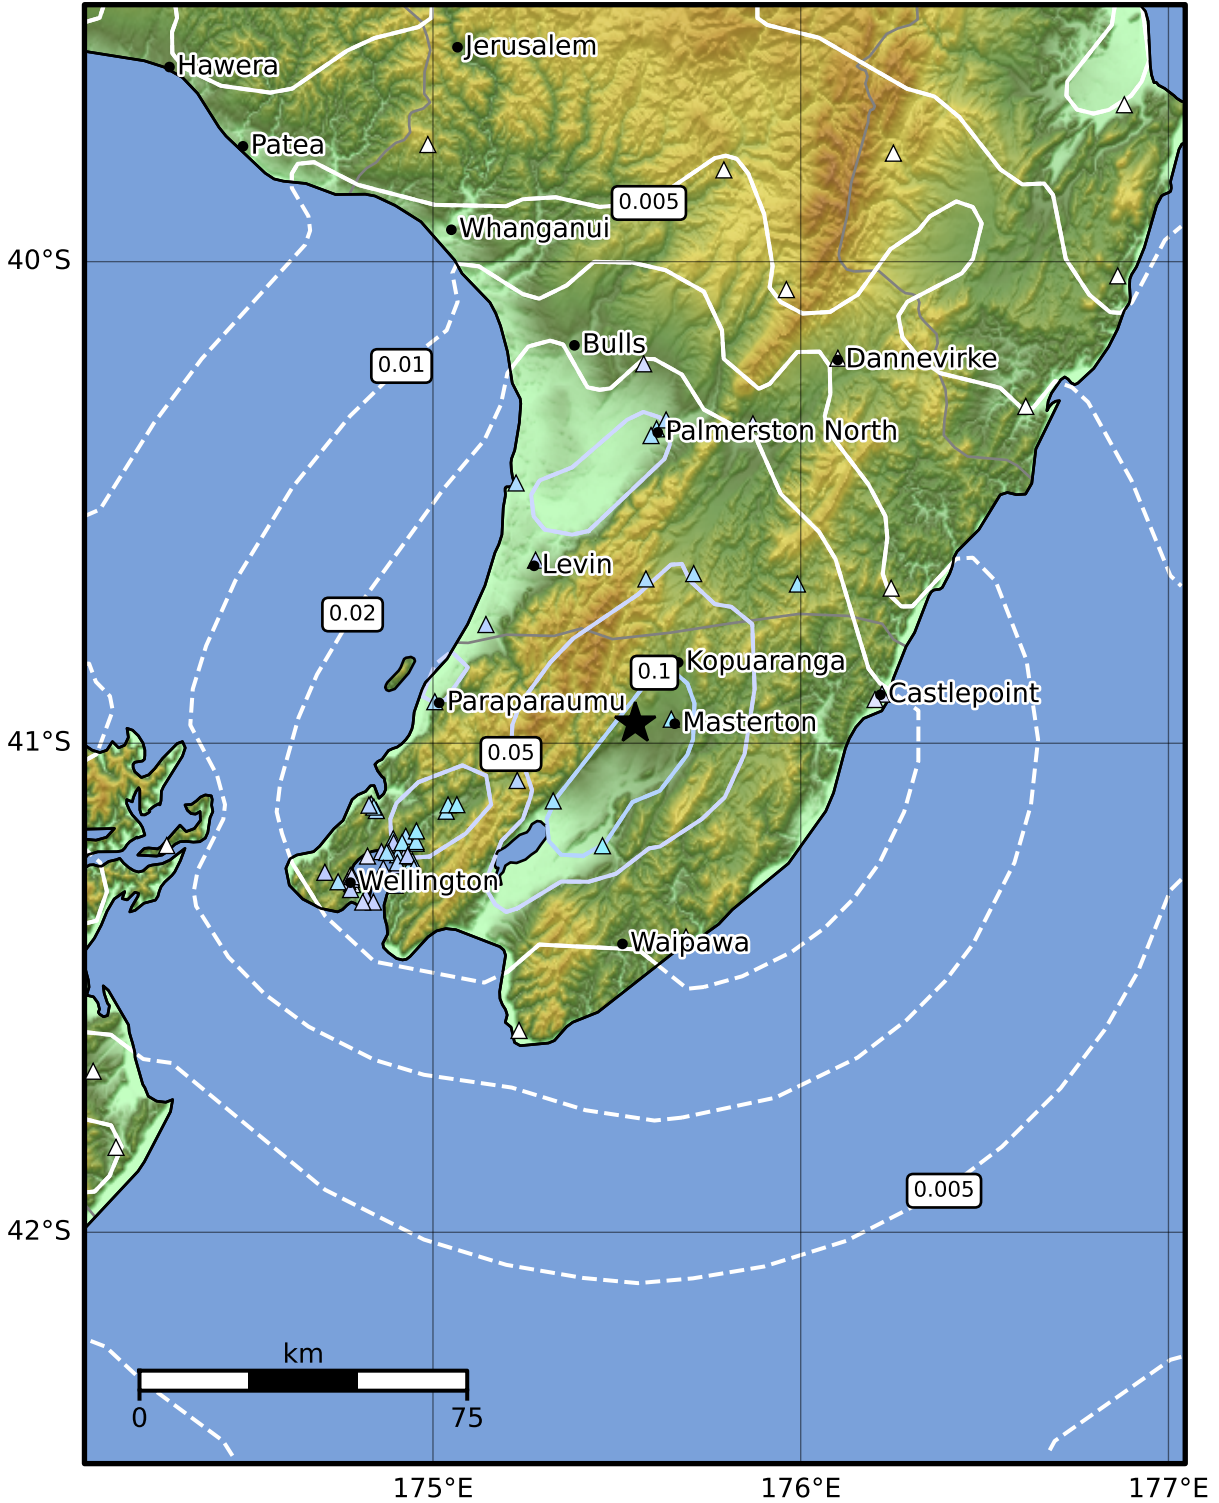 Jerusalem
Hawera
Patea
0.005
Whanganui
40°S
Bulls
0.01
Dannevirke
Palmerston North
Levin
0.02
Kopuaranga
0.1
Castlepoint
Paraparaumu
Masterton
41°S
0.05
Wellington
Waipawa
0.005
42°S
km
0 75
175°E 176°E 177°E